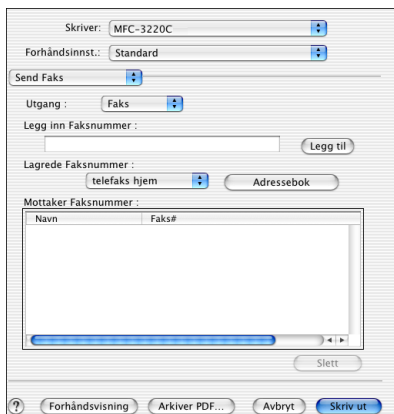 Skriver: MFC-3220C
Forhåndsinnst.: Standard
Send Faks
Utgang : Faks
Legg inn Faksnummer :
Legg til
Lagrede Faksnummer :
telefaks hjem Adressebok
Mottaker Faksnummer :
Navn Faks#
Slett
? Forhåndsvisning Arkiver PDF... Avbryt Skriv ut